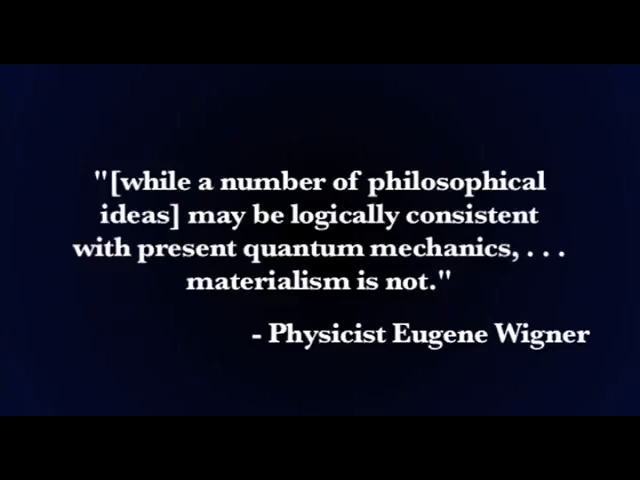 "[while a number of philosophical
ideas] may be logically consistent
with present quantum mechanics, . . .
materialism is not."
- Physicist Eugene Wigner